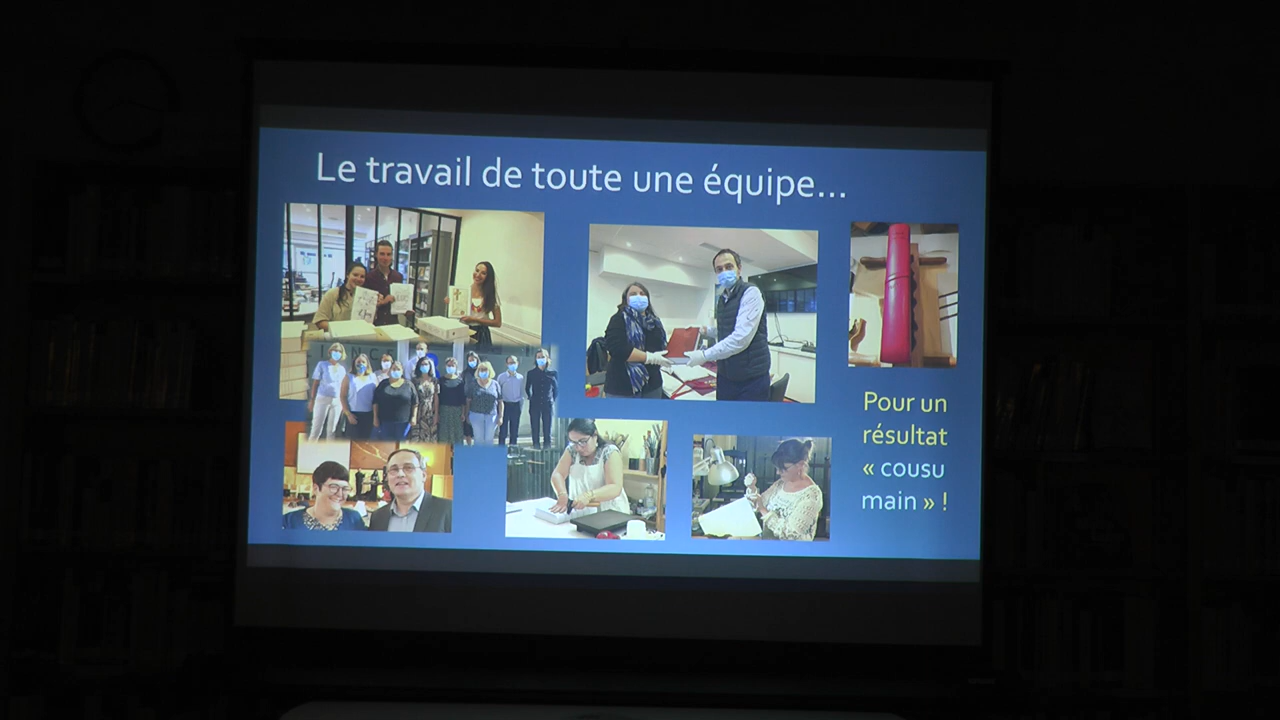 Le travail de toute une équipe...
Pour un
résultat
« cousu
main » !